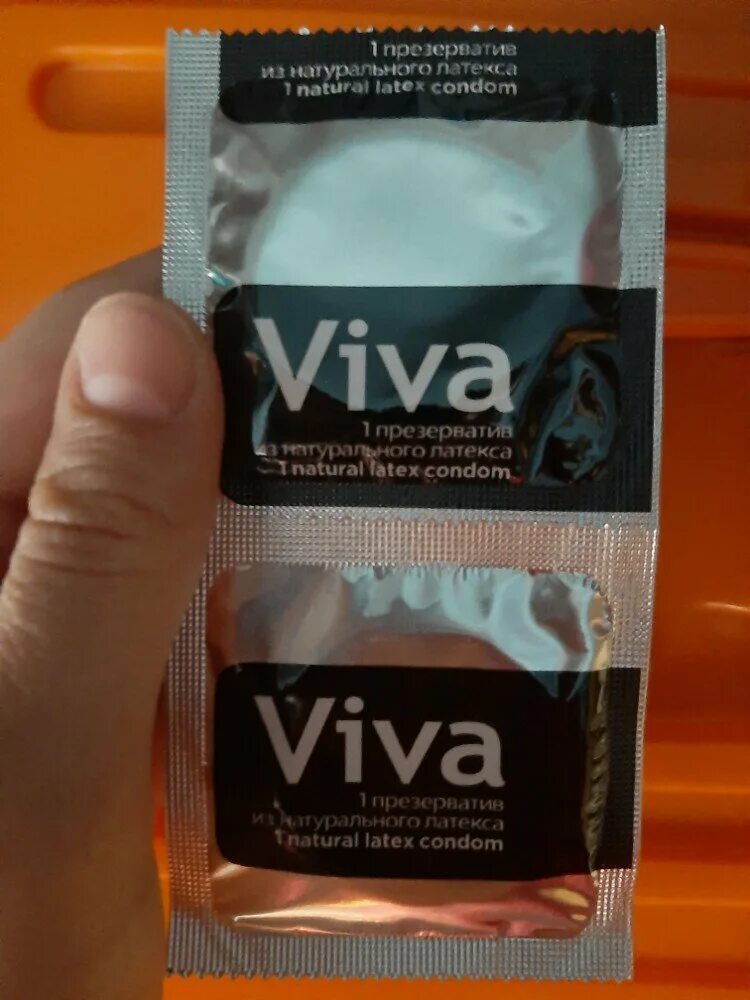 1 презерватив
из натурального латекса
1 natural latex condom
Viva
1 презерватив
из натурального латекса
1 natural latex condom
Viva
1 презерватив
из натурального латекса
1 natural latex condom